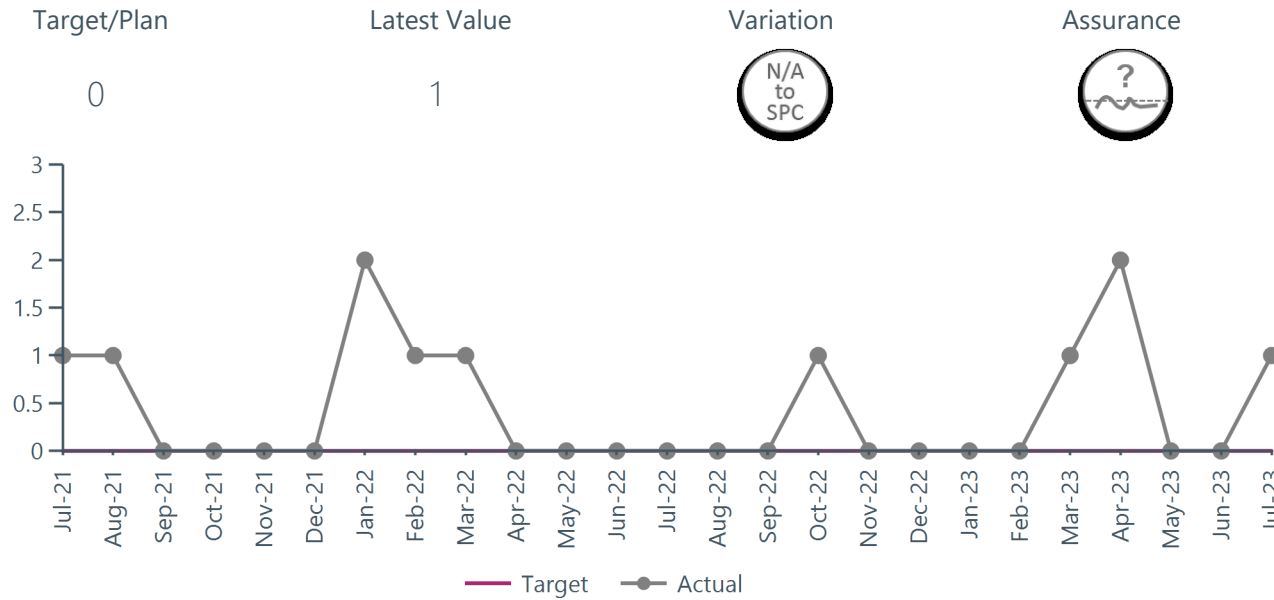 Target/Plan Latest Value Variation Assurance
0 1
N/A
to
SPC
?
3
2.5
2
1.5
1
0.5
0
Jul-21 Aug-21 Sep-21 Oct-21 Nov-21 Dec-21 Jan-22 Feb-22 Mar-22 Apr-22 May-22 Jun-22 Jul-22 Aug-22 Sep-22 Oct-22 Nov-22 Dec-22 Jan-23 Feb-23 Mar-23 Apr-23 May-23 Jun-23 Jul-23
Target Actual